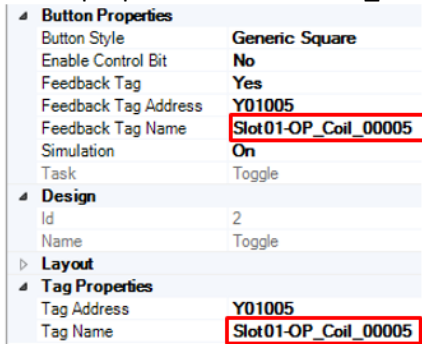 Button Properties
Button Style Generic Square
Enable Control Bit No
Feedback Tag Yes
Feedback Tag Address Y01005
Feedback Tag Name Slot01-OP_Coil_00005
Simulation On
Task Toggle
Design
Id 2
Name Toggle
Layout
Tag Properties
Tag Address Y01005
Tag Name Slot01-OP_Coil_00005